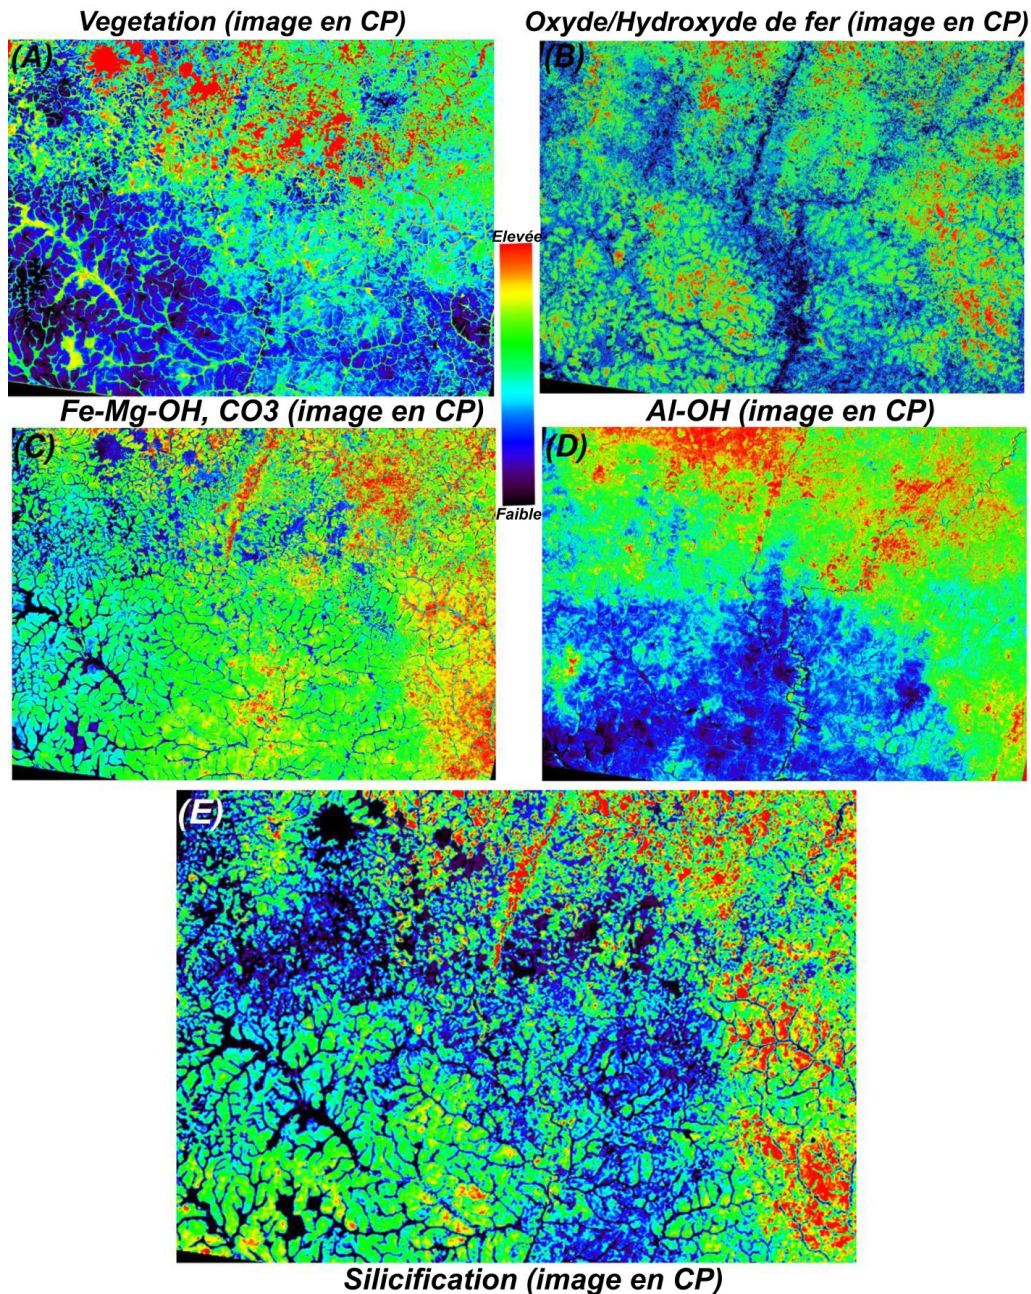 Vegetation (image en CP)
Oxyde/Hydroxyde de fer (image en CP)
(A)
(B)
Elevée
Fe-Mg-OH, CO3 (image en CP)
Al-OH (image en CP)
(C)
(D)
Faible
(E)
Silicification (image en CP)